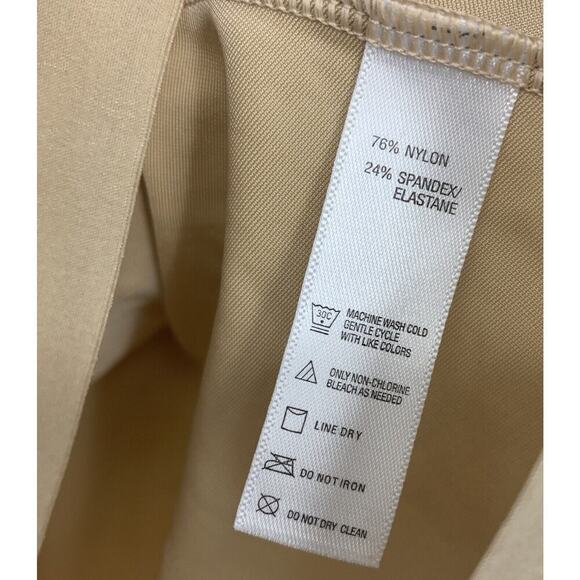 76% NYLON
24% SPANDEX/
ELASTANE
30C
MACHINE WASH COLD
GENTLE CYCLE
WITH LIKE COLORS
ONLY NON-CHLORINE
BLEACH AS NEEDED
LINE DRY
DO NOT IRON
DO NOT DRY CLEAN